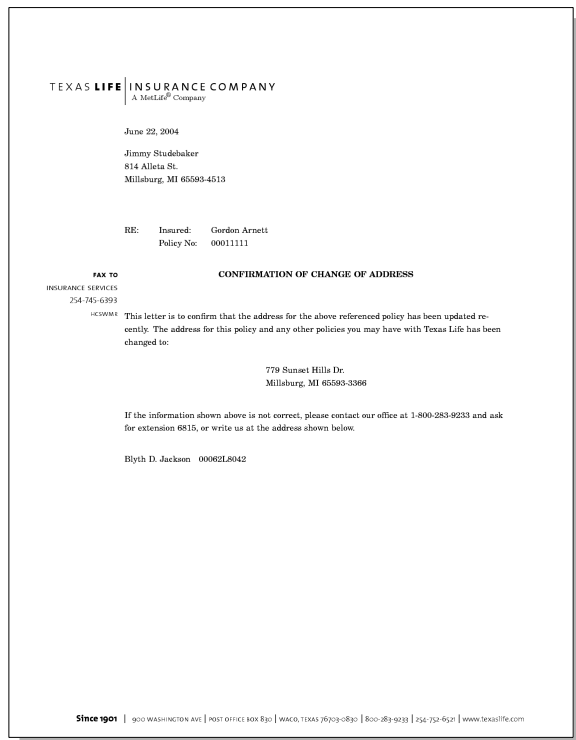 TEXAS LIFE | INSURANCE COMPANY
A MetLife® Company
June 22, 2004
Jimmy Studebaker
814 Alleta St.
Millsburg, MI 65593-4513
RE: Insured: Gordon Arnett
Policy No: 00011111
FAX TO
INSURANCE SERVICES
254-745-6393
HCSWM8
CONFIRMATION OF CHANGE OF ADDRESS
This letter is to confirm that the address for the above referenced policy has been updated re-
cently. The address for this policy and any other policies you may have with Texas Life has been
changed to:
779 Sunset Hills Dr.
Millsburg, MI 65593-3366
If the information shown above is not correct, please contact our office at 1-800-283-9233 and ask
for extension 6815, or write us at the address shown below.
Blyth D. Jackson 00062L8042
Since 1901 | 900 WASHINGTON AVE | POST OFFICE BOX 830 | WACO, TEXAS 76703-0830 | 800-283-9233 | 254-752-6521 | www.texaslife.com